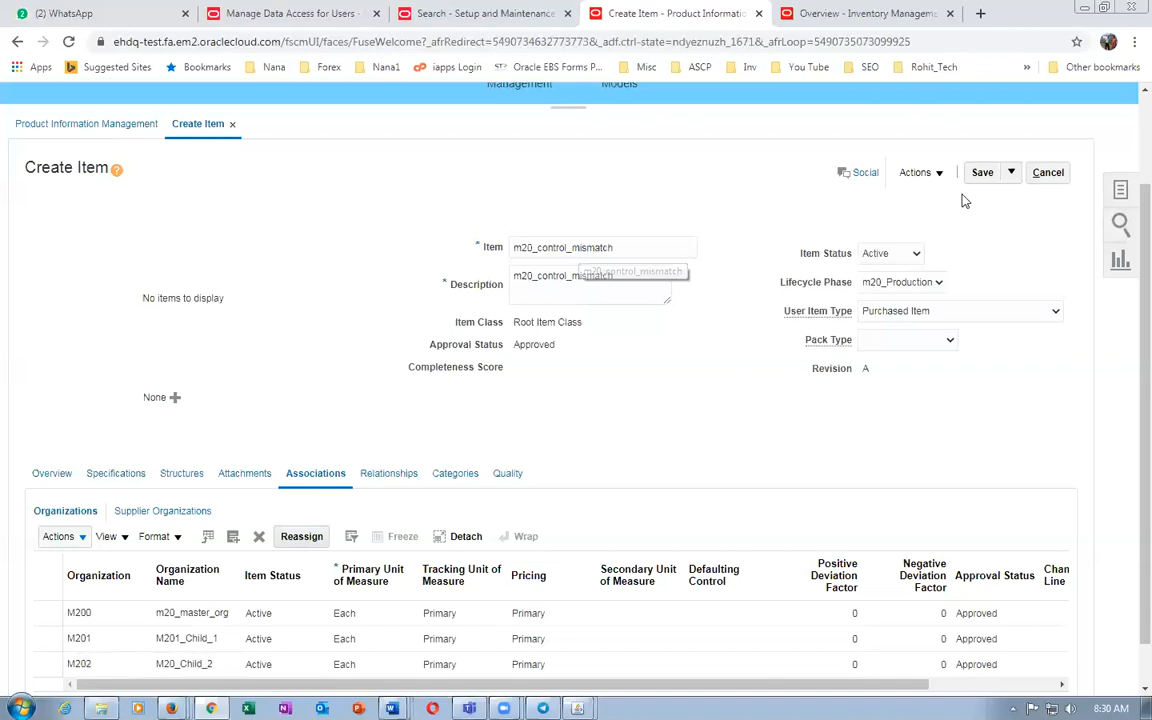 (2) WhatsApp
Manage Data Access for Users -
Search - Setup and Maintenance
Create Item - Product Informatio
Overview - Inventory Manageme
ehdq-test.fa.em2.oraclecloud.com/fscmUI/faces/FuseWelcome?_afrRedirect=5490734632773773&_adf.ctrl-state=ndyeznuzh_1671&_afrLoop=5490735073099925
Apps Suggested Sites Bookmarks Nana Forex Nana1 iapps Login Oracle EBS Forms P... Misc ASCP Inv You Tube SEO Rohit_Tech » Other bookmarks
Management Models
Product Information Management Create Item
Create Item
Social Actions Save Cancel
* Item m20_control_mismatch
m20_control_mismatch
* Description m20_control_mismatch
Item Class Root Item Class
Approval Status Approved
Completeness Score
No items to display
None
Item Status Active
Lifecycle Phase m20_Production
User Item Type Purchased Item
Pack Type
Revision A
Overview Specifications Structures Attachments Associations Relationships Categories Quality
Organizations Supplier Organizations
Actions View Format Reassign Freeze Detach Wrap
Organization Organization Name Item Status * Primary Unit of Measure Tracking Unit of Measure Pricing Secondary Unit of Measure Defaulting Control Positive Deviation Factor Negative Deviation Factor Approval Status Chan Line
M200 m20_master_org Active Each Primary Primary 0 0 Approved
M201 M201_Child_1 Active Each Primary Primary 0 0 Approved
M202 M20_Child_2 Active Each Primary Primary 0 0 Approved
8:30 AM